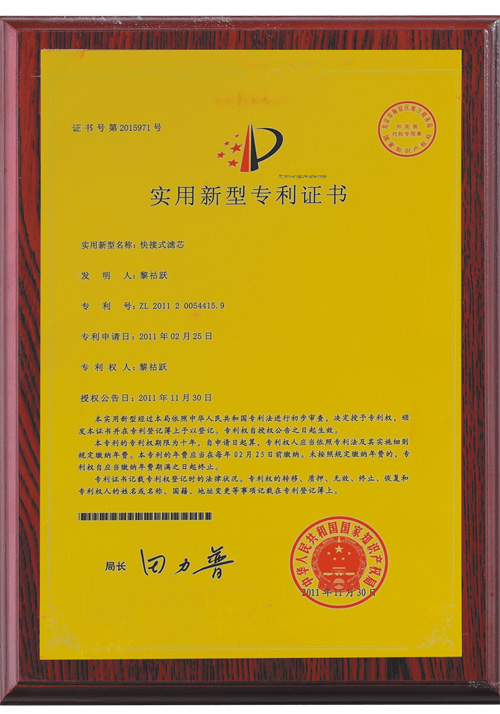 证书号第2015971号
实用新型专利证书
实用新型名称：快接式滤芯
发明人：黎祜跃
专利号：ZL 2011 2 0054415.9
专利申请日：2011年02月25日
专利权人：黎祜跃
授权公告日：2011年11月30日
本实用新型经过本局依照中华人民共和国专利法进行初步审查，决定授予专利权，颁
发本证书并在专利登记簿上予以登记。专利权自授权公告之日起生效。
本专利的专利权期限为十年，自申请日起算。专利权人应当依照专利法及其实施细则
规定缴纳年费。本专利的年费应当在每年02月25日前缴纳。未按照规定缴纳年费的，专
利权自应当缴纳年费期满之日起终止。
专利证书记载专利权登记时的法律状况。专利权的转移、质押、无效、终止、恢复和
专利权人的姓名或名称、国籍、地址变更等事项记载在专利登记簿上。
局长 田力普
中华人民共和国国家知识产权局
2011年11月30日